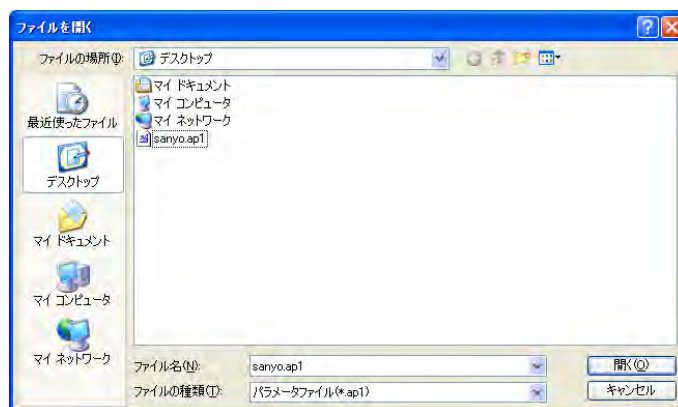 ファイルを開く
ファイルの場所(I):
デスクトップ
最近使ったファイル
デスクトップ
マイ ドキュメント
マイ コンピュータ
マイ ネットワーク
マイ ドキュメント
マイ コンピュータ
マイ ネットワーク
sanyo.ap1
ファイル名(N):
sanyo.ap1
開く(O)
ファイルの種類(T):
パラメータファイル(*.ap1)
キャンセル